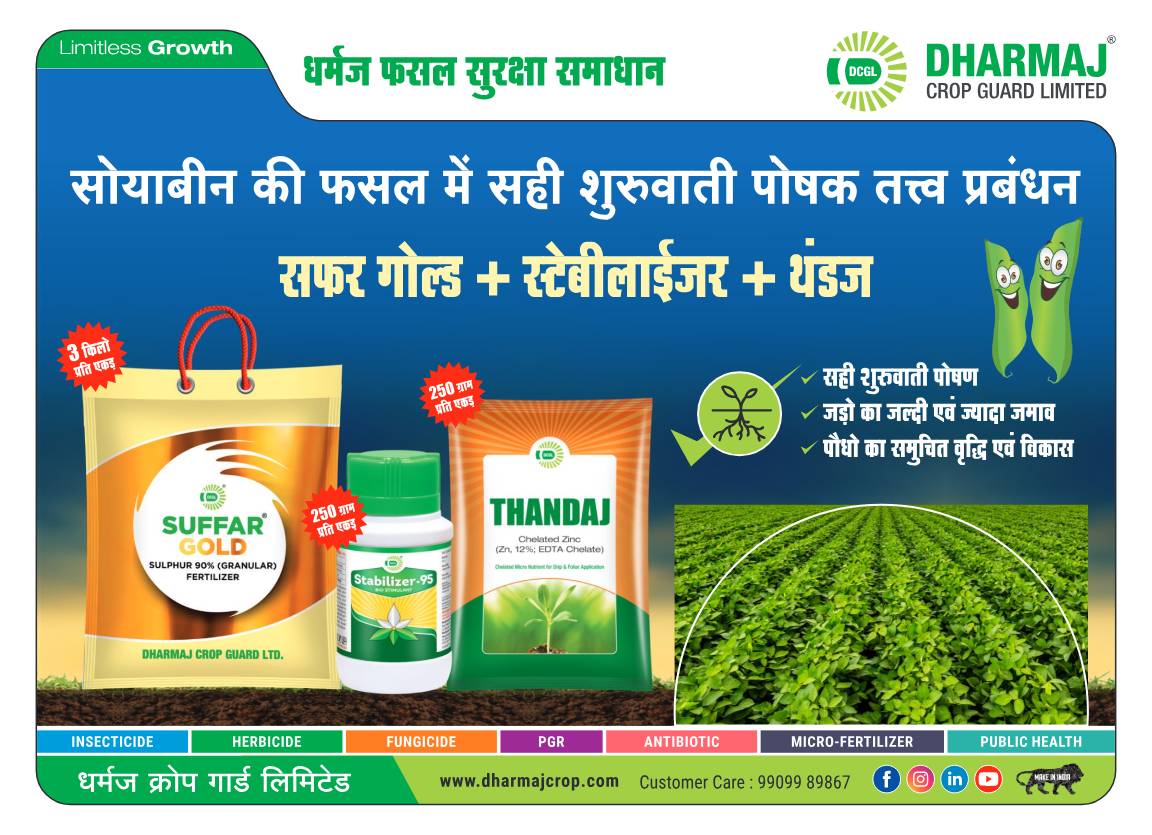 Limitless Growth
धर्मज फसल सुरक्षा समाधान
DCGL
DHARMAJ®
CROP GUARD LIMITED
सोयाबीन की फसल में सही शुरुवाती पोषक तत्त्व प्रबंधन
सफर गोल्ड + स्टेबीलाईजर + थंडज
3 किलो
प्रति एकड़
250 ग्राम
प्रति एकड़
250 ग्राम
प्रति एकड़
सही शुरुवाती पोषण
जड़ो का जल्दी एवं ज्यादा जमाव
पौधो का समुचित वृद्धि एवं विकास
SUFFAR®
GOLD
SULPHUR 90% (GRANULAR)
FERTILIZER
DHARMAJ CROP GUARD LTD.
Stabilizer-95
BIO STIMULANT
THANDAJ
Chelated Zinc
(Zn, 12%; EDTA Chelate)
Chelated Micro Nutrient for Drip & Foliar Application
INSECTICIDE HERBICIDE FUNGICIDE PGR ANTIBIOTIC MICRO-FERTILIZER PUBLIC HEALTH
धर्मज क्रोप गार्ड लिमिटेड www.dharmajcrop.com Customer Care : 99099 89867
MAKE IN INDIA